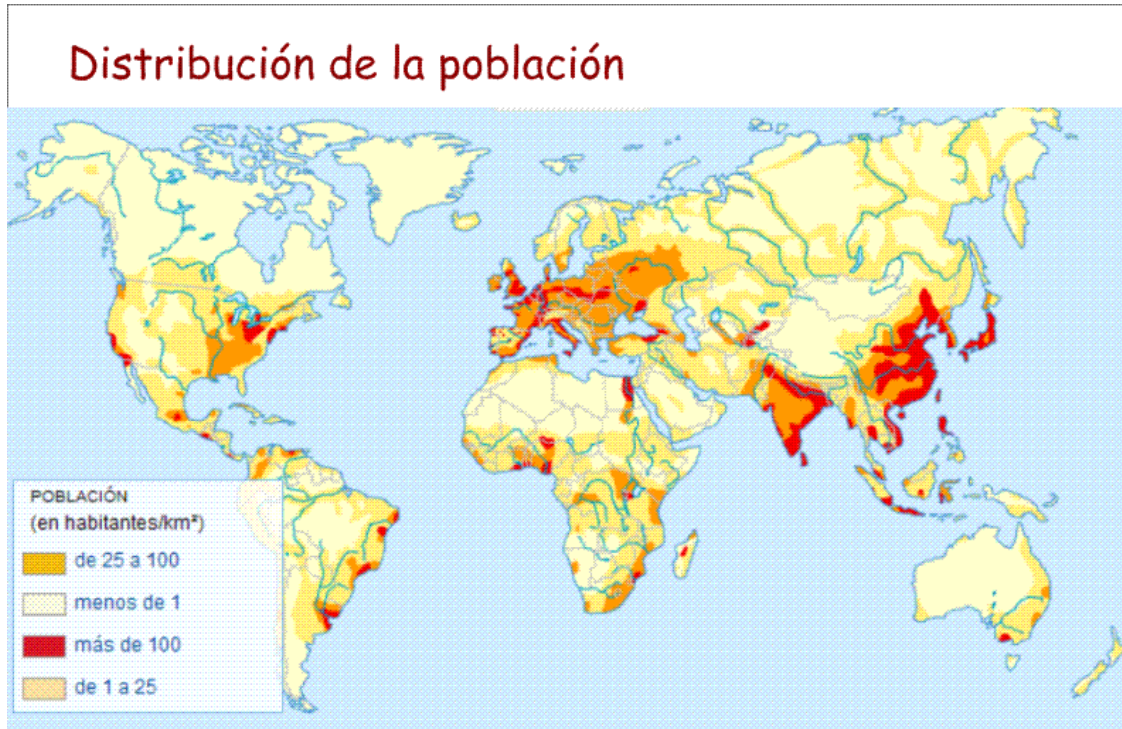 Distribución de la población
POBLACIÓN
(en habitantes/km²)
de 25 a 100
menos de 1
más de 100
de 1 a 25